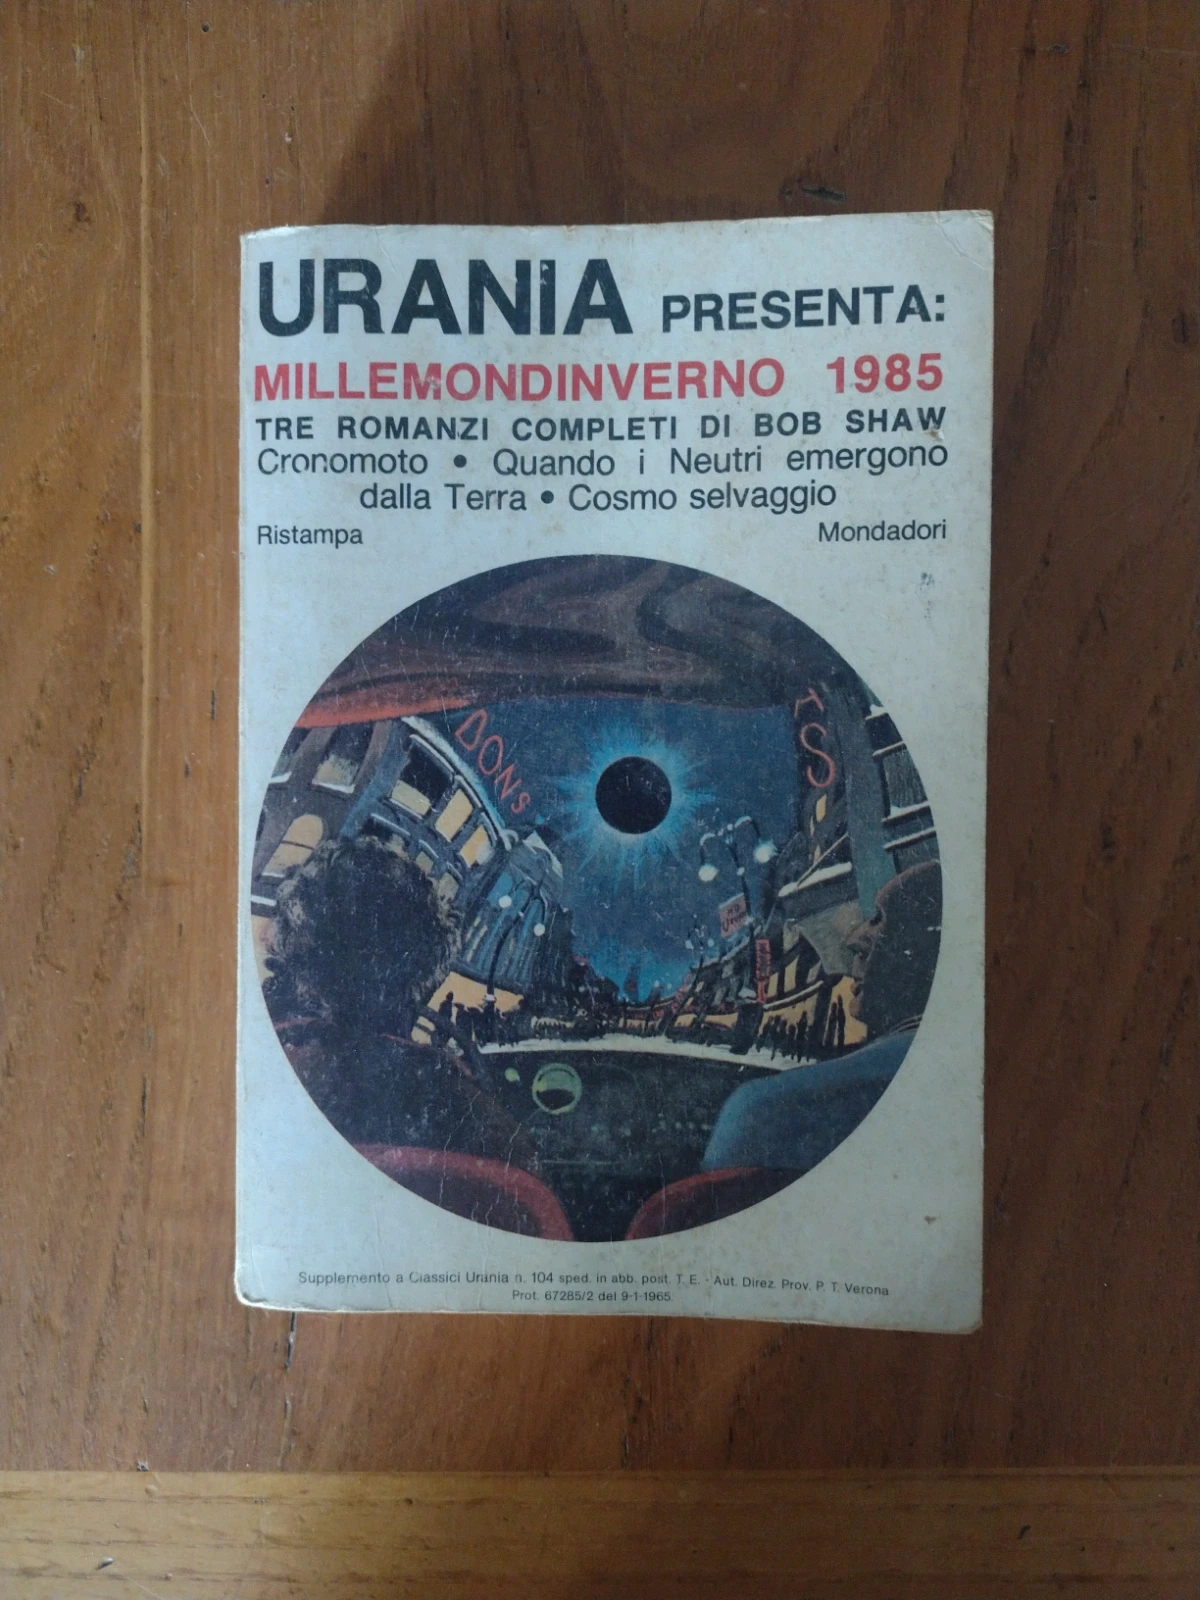 URANIA PRESENTA:
MILLEMONDINVERNO 1985
TRE ROMANZI COMPLETI DI BOB SHAW
Cronomoto • Quando i Neutri emergono
dalla Terra • Cosmo selvaggio
Ristampa Mondadori
DONS
S
Supplemento a Classici Urania n. 104 sped. in abb. post. T. E. - Aut. Direz. Prov. P. T. Verona
Prot. 67285/2 del 9-1-1965.